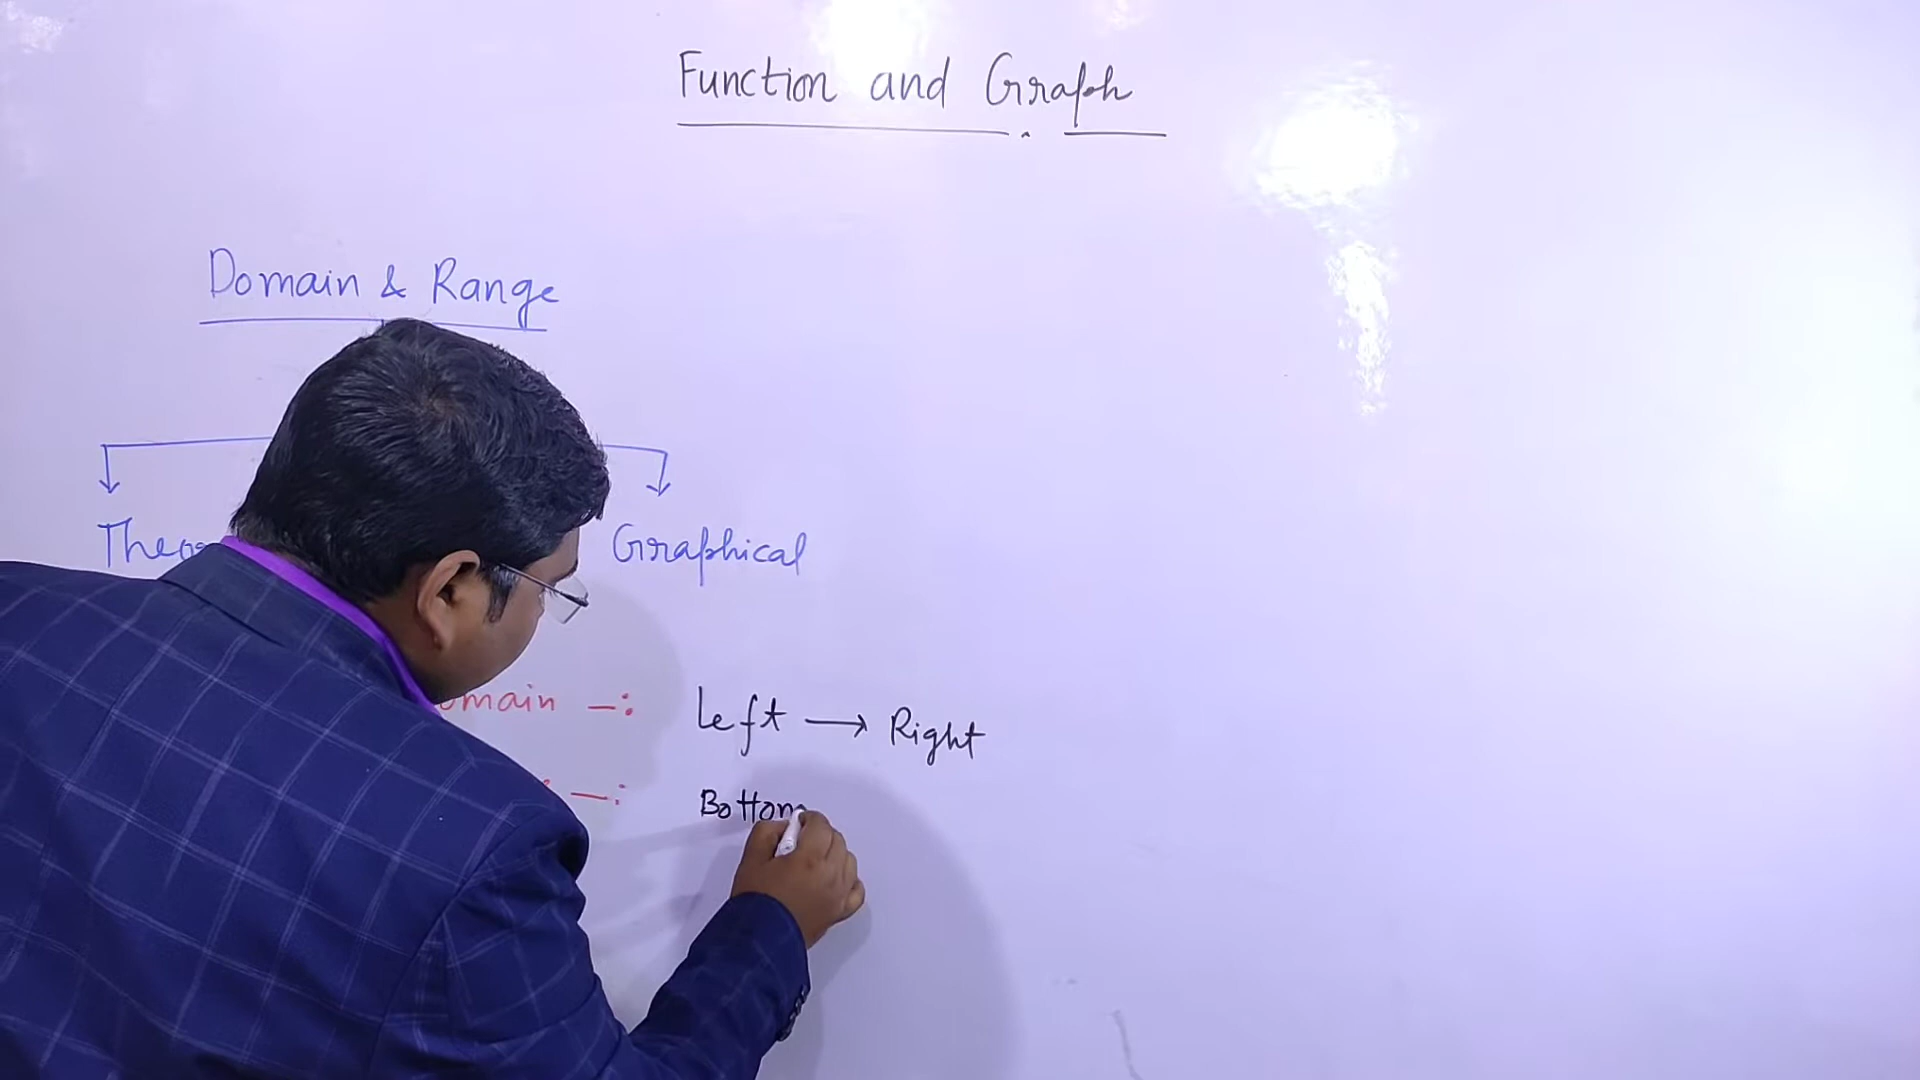 Function and Graph
Domain & Range
Graphical
Left → Right
Bottom